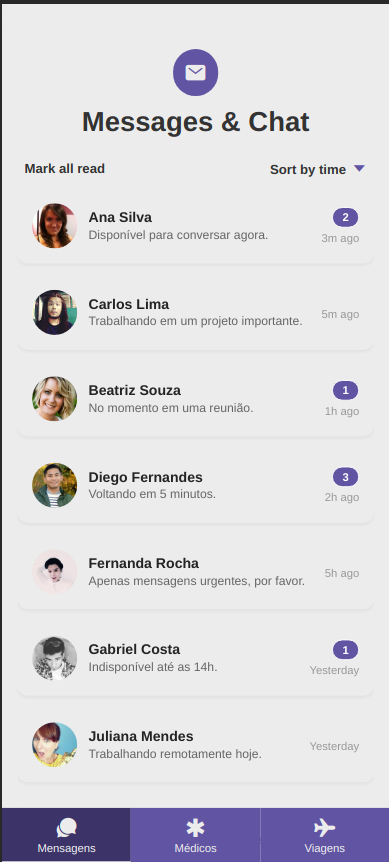 Messages & Chat
Mark all read
Sort by time
Ana Silva
2
Disponível para conversar agora.
3m ago
Carlos Lima
Trabalhando em um projeto importante.
5m ago
Beatriz Souza
1
No momento em uma reunião.
1h ago
Diego Fernandes
3
Voltando em 5 minutos.
2h ago
Fernanda Rocha
Apenas mensagens urgentes, por favor.
5h ago
Gabriel Costa
1
Indisponível até as 14h.
Yesterday
Juliana Mendes
Trabalhando remotamente hoje.
Yesterday
Mensagens
Médicos
Viagens